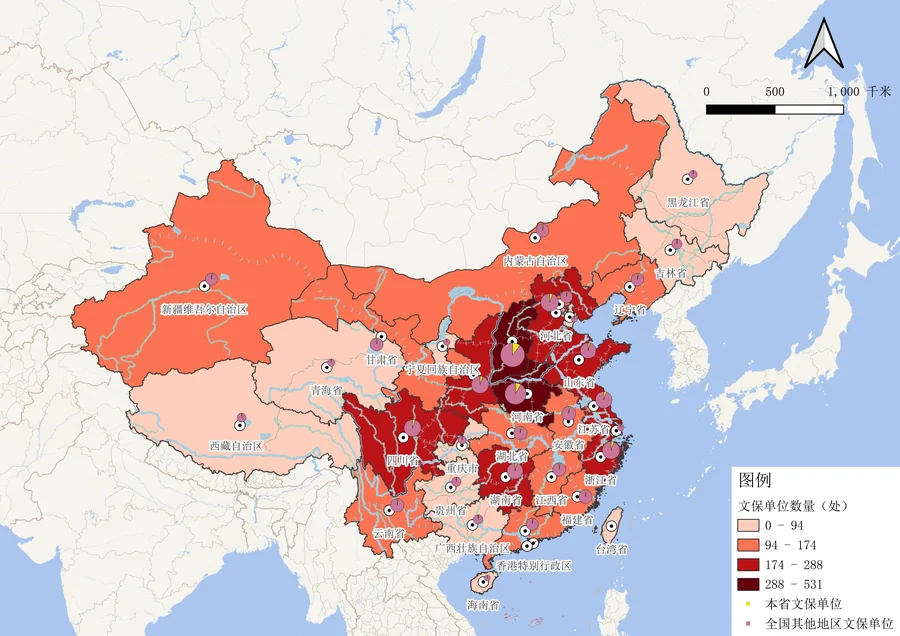 0 500 1,000 千米
黑龙江省
吉林省
内蒙古自治区
辽宁省
新疆维吾尔自治区
河北省
甘肃省
宁夏回族自治区
山东省
青海省
河南省
江苏省
西藏自治区
安徽省
四川省
湖北省
重庆市
浙江省
湖南省
江西省
贵州省
福建省
云南省
广西壮族自治区
台湾省
香港特别行政区
海南省
图例
文保单位数量（处）
0 - 94
94 - 174
174 - 288
288 - 531
本省文保单位
全国其他地区文保单位